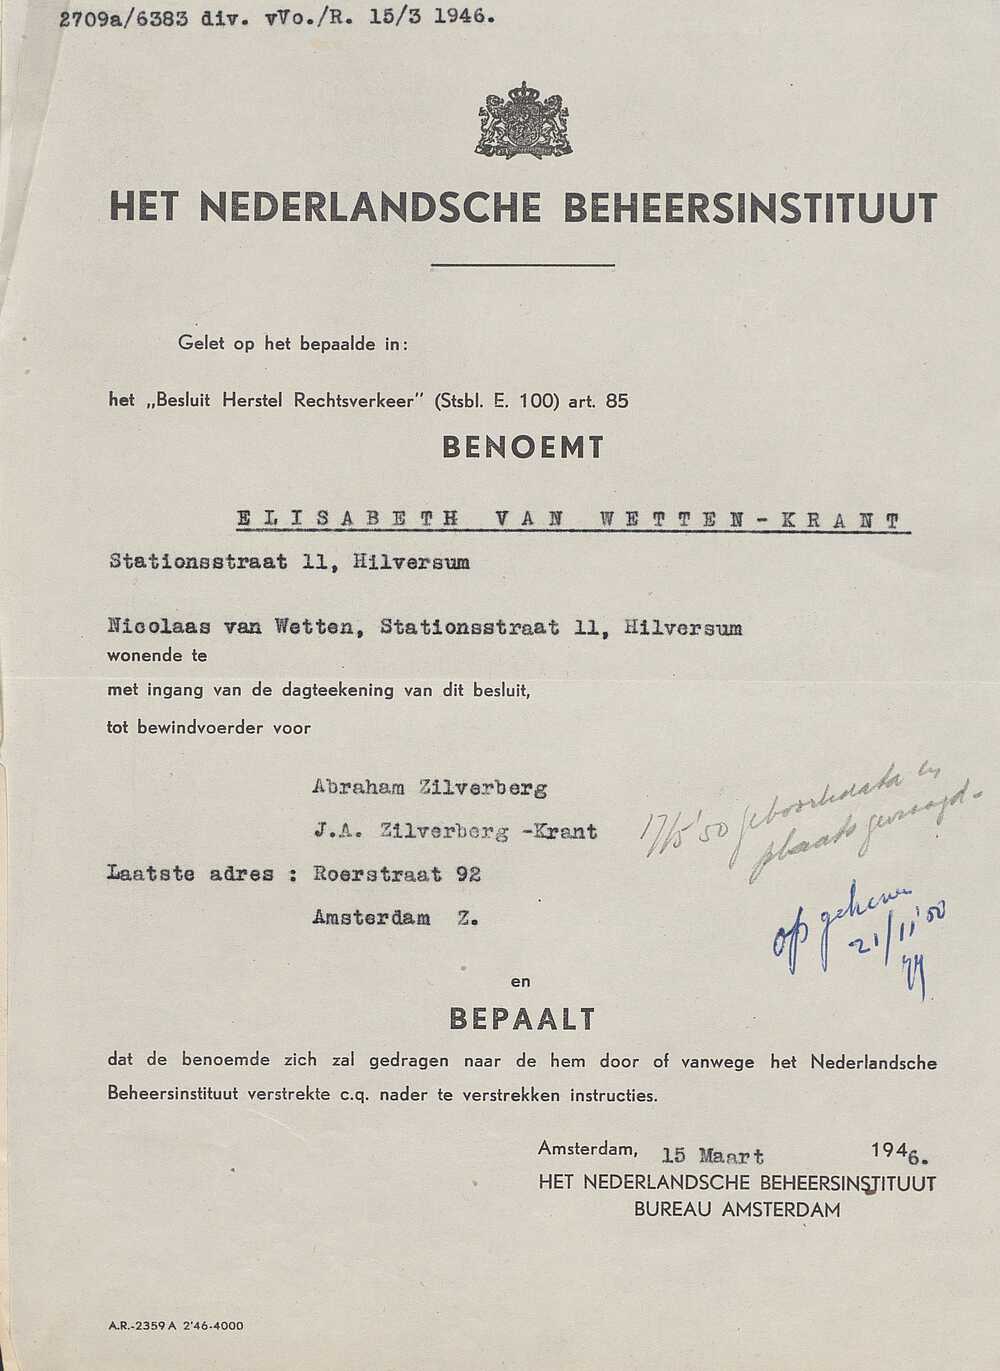 2709a/6383 div. vVo./R. 15/3 1946.
HET NEDERLANDSCHE BEHEERSINSTITUUT
Gelet op het bepaalde in:
het „Besluit Herstel Rechtsverkeer" (Stsbl. E. 100) art. 85
BENOEMT
ELISABETH VAN WETTEN-KRANT
Stationsstraat 11, Hilversum
Nicolaas van Wetten, Stationsstraat 11, Hilversum
wonende te
met ingang van de dagteekening van dit besluit,
tot bewindvoerder voor
Abraham Zilverberg
J.A. Zilverberg -Krant
17/5'50 geboortedata en
plaats gevraagd.
Laatste adres : Roerstraat 92
Amsterdam Z.
opgeheven
21/11'50
en
BEPAALT
dat de benoemde zich zal gedragen naar de hem door of vanwege het Nederlandsche
Beheersinstituut verstrekte c.q. nader te verstrekken instructies.
Amsterdam, 15 Maart 1946.
HET NEDERLANDSCHE BEHEERSINSTITUUT
BUREAU AMSTERDAM
A.R.-2359 A 2'46-4000